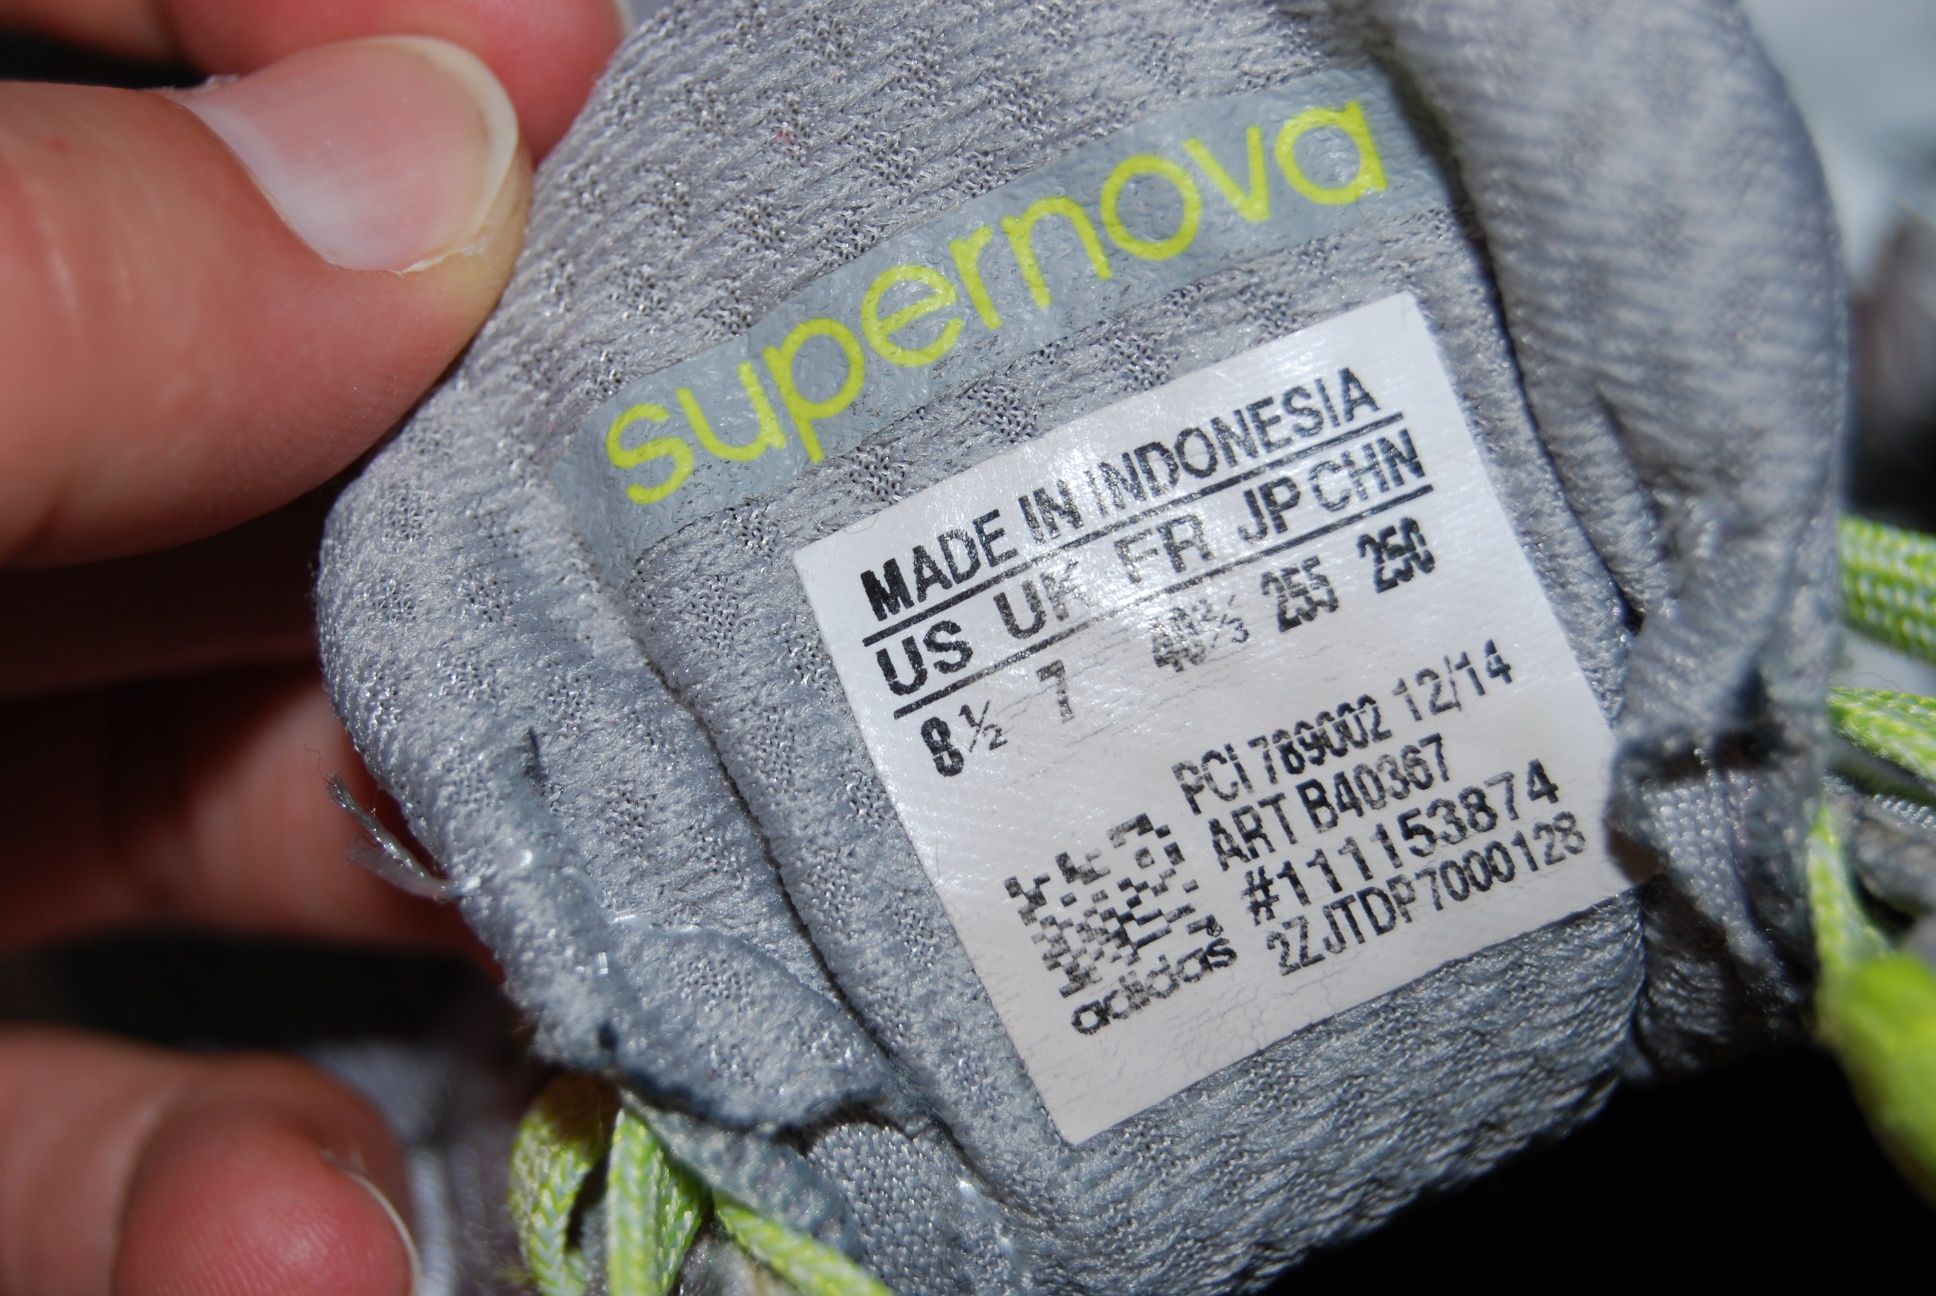 supernova
MADE IN INDONESIA
US UK FR JP CHN
8½ 7 40⅔ 255 250
PCI 789002 12/14
ART B40367
#111153874
2ZJTDP7000128
adidas